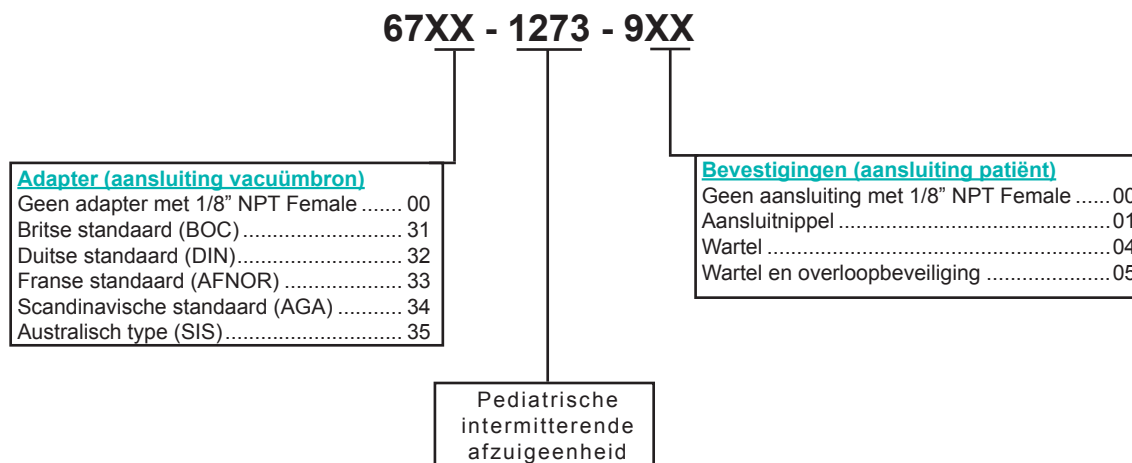 67XX - 1273 - 9XX
Adapter (aansluiting vacuümbron)
Geen adapter met 1/8” NPT Female ....... 00
Britse standaard (BOC) ............................ 31
Duitse standaard (DIN) ............................. 32
Franse standaard (AFNOR) ..................... 33
Scandinavische standaard (AGA) ........... 34
Australisch type (SIS) ............................... 35
Bevestigingen (aansluiting patiënt)
Geen aansluiting met 1/8” NPT Female ...... 00
Aansluitnippel ................................................ 01
Wartel ............................................................ 04
Wartel en overloopbeveiliging ....................... 05
Pediatrische
intermitterende
afzuigeenheid